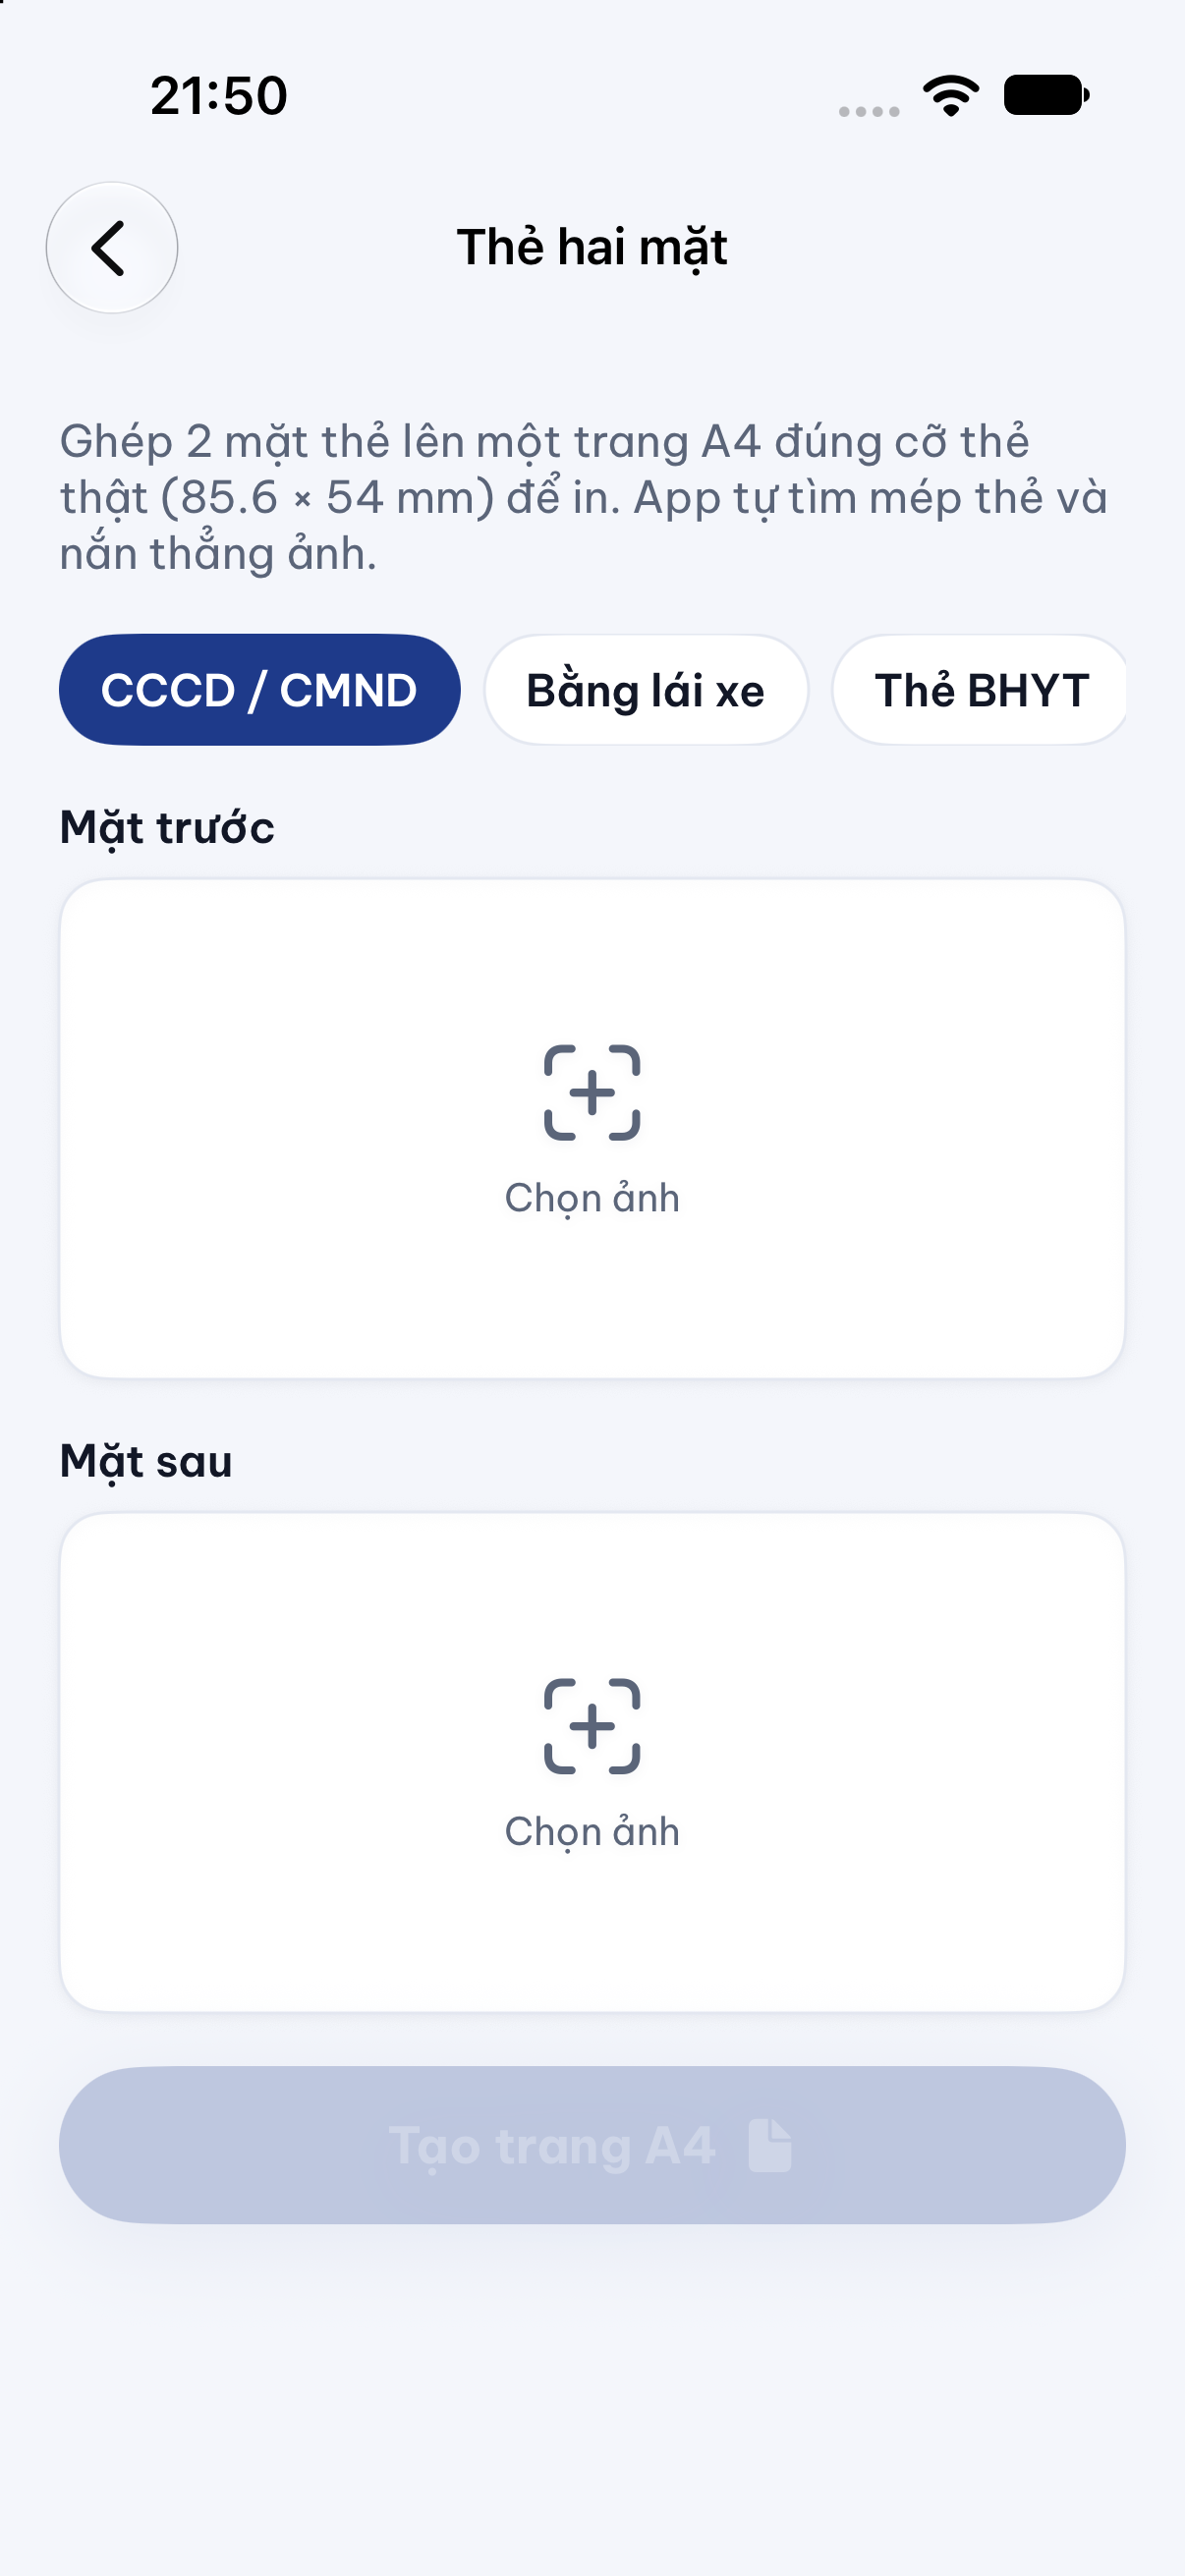 21:50
Thẻ hai mặt
Ghép 2 mặt thẻ lên một trang A4 đúng cỡ thẻ
thật (85.6 × 54 mm) để in. App tự tìm mép thẻ và
nắn thẳng ảnh.
CCCD / CMND
Bằng lái xe
Thẻ BHYT
Mặt trước
Chọn ảnh
Mặt sau
Chọn ảnh
Tạo trang A4